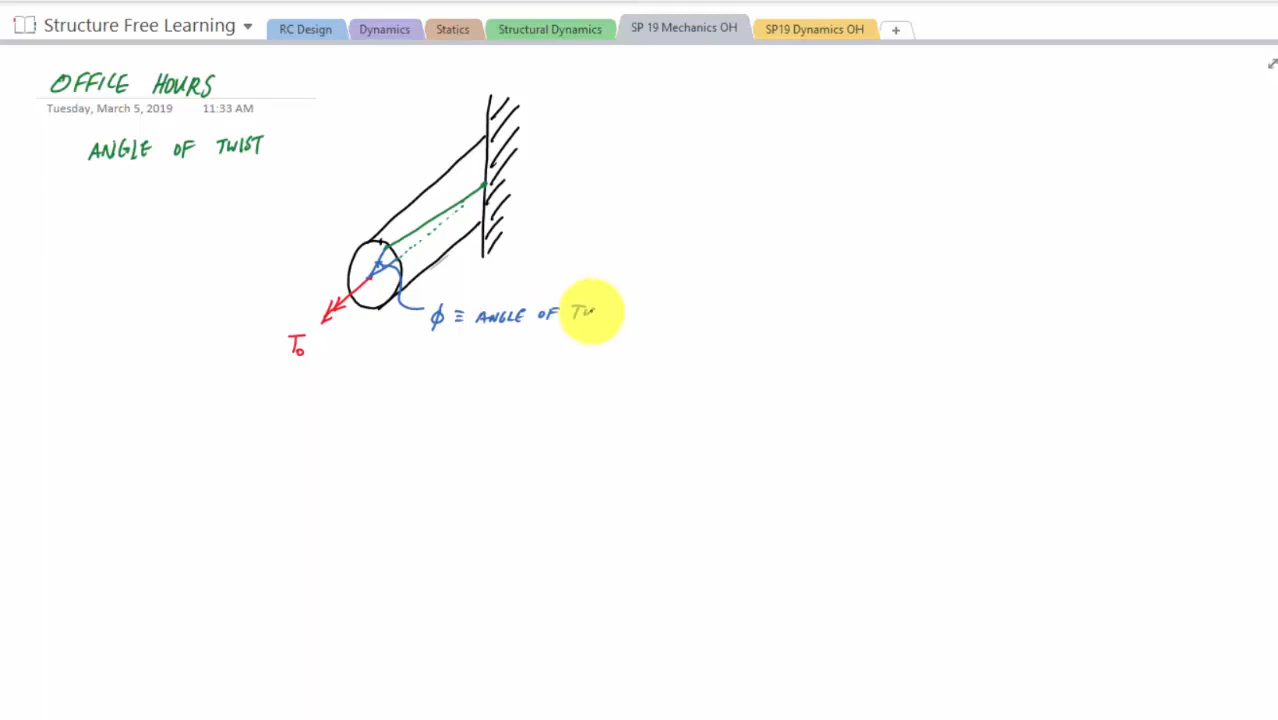 Structure Free Learning
RC Design
Dynamics
Statics
Structural Dynamics
SP 19 Mechanics OH
SP19 Dynamics OH
+
OFFICE HOURS
Tuesday, March 5, 2019 11:33 AM
ANGLE OF TWIST
ϕ ≡ ANGLE OF
T₀